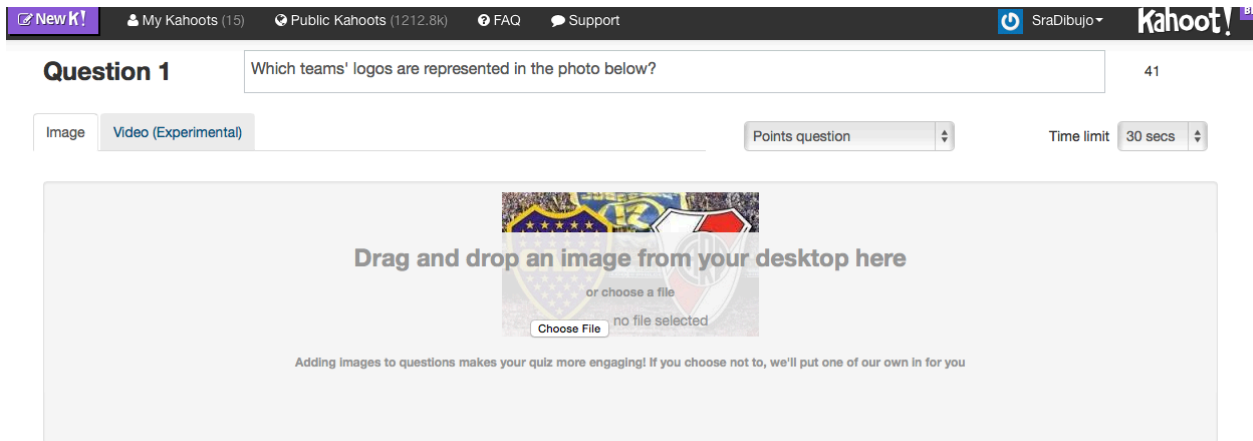 New K! My Kahoots (15) Public Kahoots (1212.8k) FAQ Support SraDibujo Kahoot! B
Question 1 Which teams' logos are represented in the photo below? 41
Image Video (Experimental) Points question Time limit 30 secs
CABJ
CARP
Drag and drop an image from your desktop here
or choose a file
Choose File no file selected
Adding images to questions makes your quiz more engaging! If you choose not to, we'll put one of our own in for you